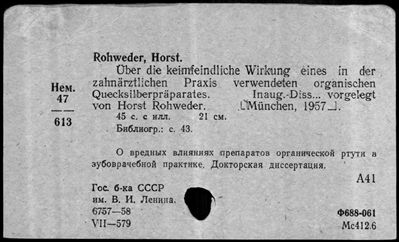 Rohweder, Horst.
Über die keimfeindliche Wirkung eines in der
zahnärztlichen Praxis verwendeten organischen
Quecksilberpräparates. Inaug.-Diss... vorgelegt
von Horst Rohweder. [München, 1957].
45 с. с илл. 21 см.
Библиогр.: с. 43.
Нем.
47
613
О вредных влияниях препаратов органической ртути в
зубоврачебной практике. Докторская диссертация.
А41
Гос. б-ка СССР
им. В. И. Ленина.
6757—58
VII—579
Ф688-061
Мс412.6